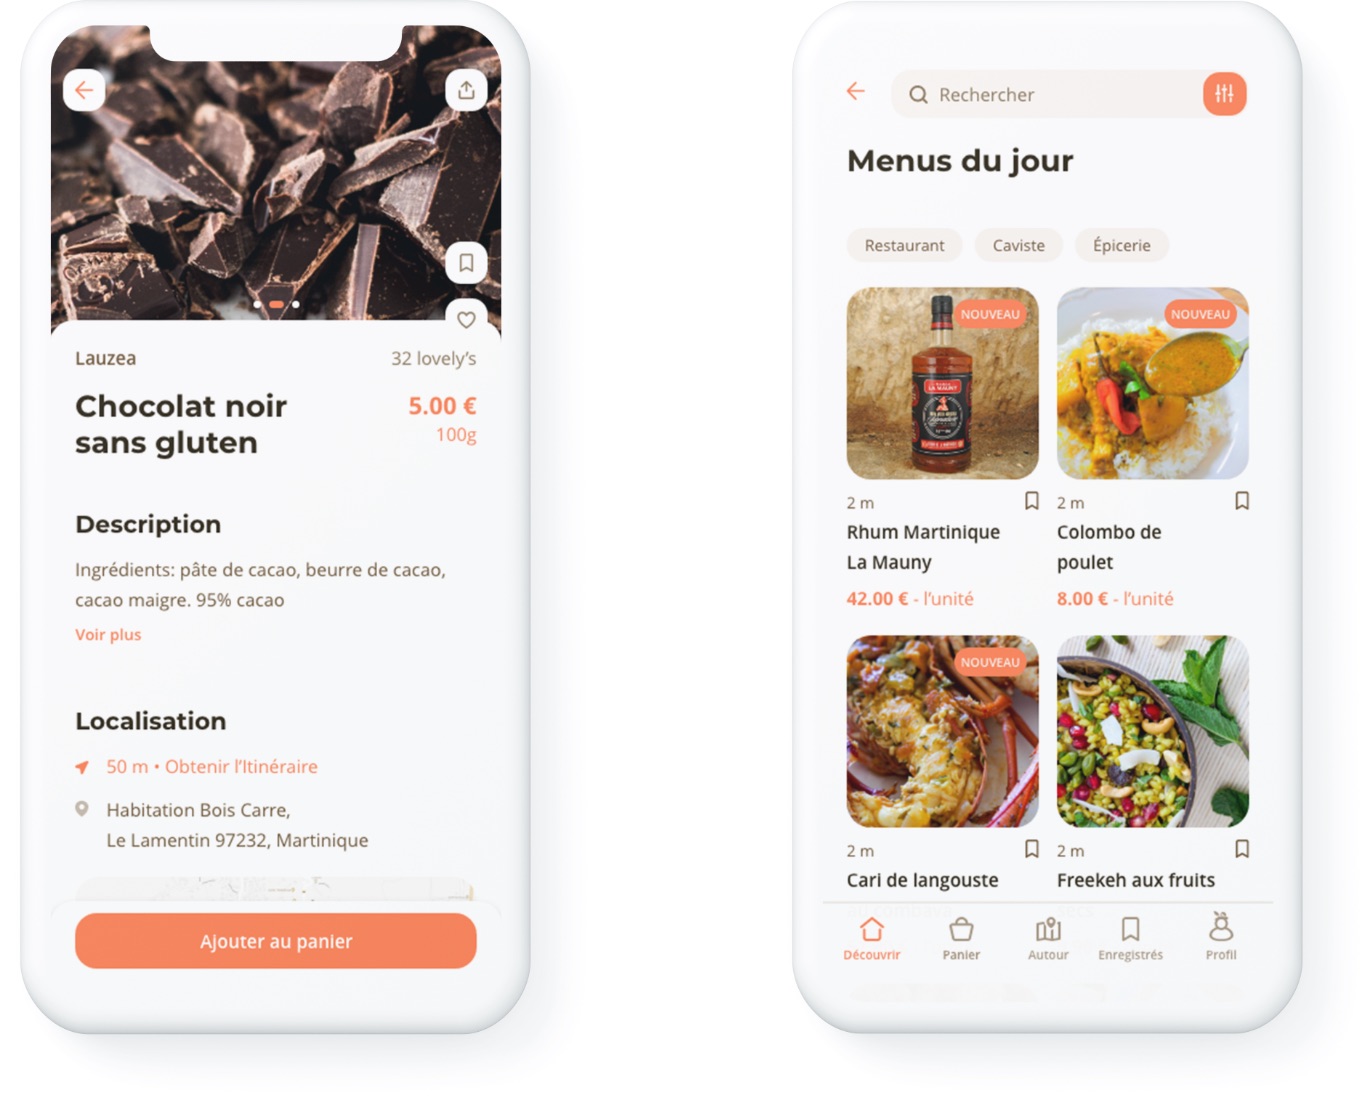 Lauzea
32 lovely's
Chocolat noir
sans gluten
5.00 €
100g
Description
Ingrédients: pâte de cacao, beurre de cacao,
cacao maigre. 95% cacao
Voir plus
Localisation
50 m • Obtenir l'Itinéraire
Habitation Bois Carre,
Le Lamentin 97232, Martinique
Ajouter au panier
Rechercher
Menus du jour
Restaurant
Caviste
Épicerie
NOUVEAU
LA MAUNY
NOUVEAU
2 m
Rhum Martinique
La Mauny
42.00 € - l'unité
2 m
Colombo de
poulet
8.00 € - l'unité
NOUVEAU
2 m
Cari de langouste
2 m
Freekeh aux fruits
Découvrir
Panier
Autour
Enregistrés
Profil